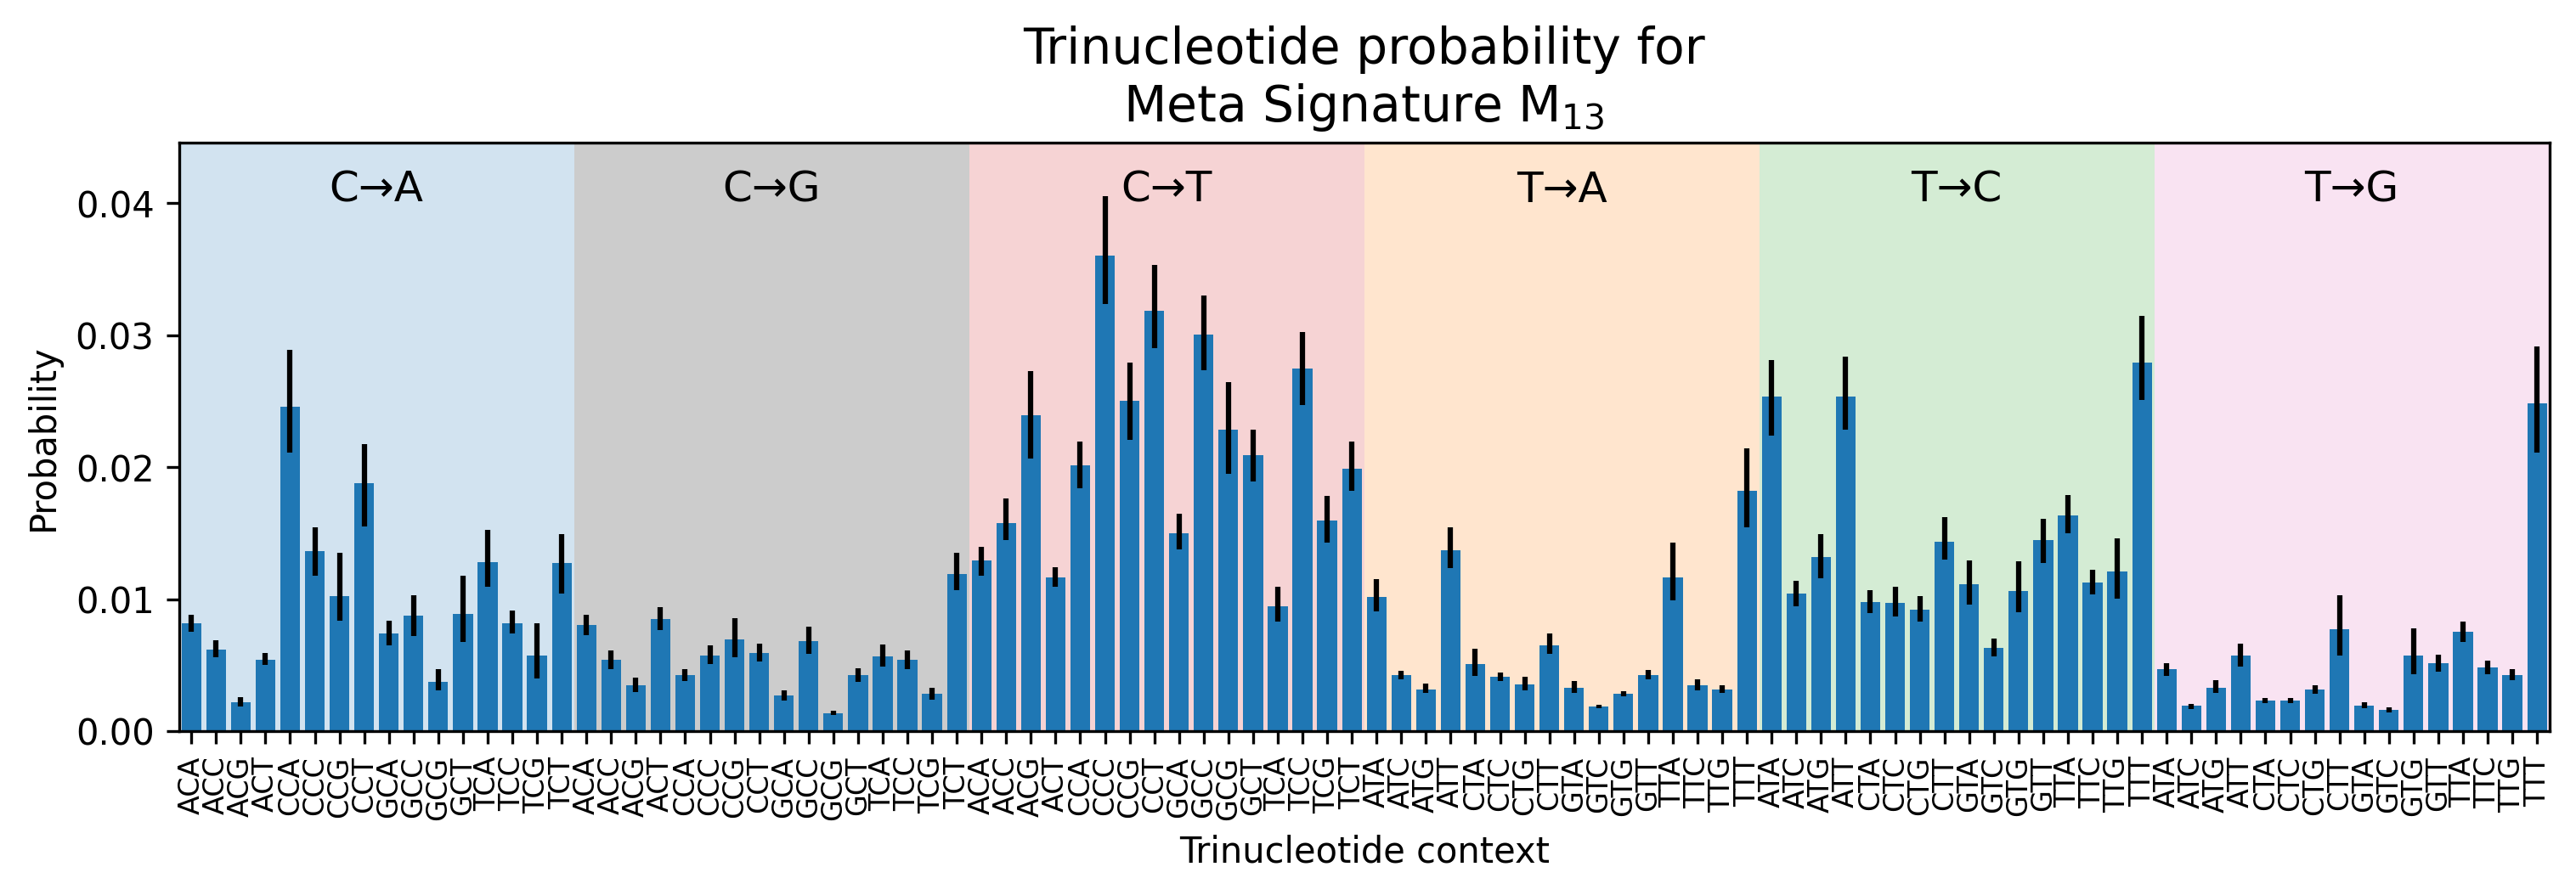 Trinucleotide probability for
Meta Signature M₁₃
C→A C→G C→T T→A T→C T→G
0.04
0.03
0.02
0.01
0.00
Probability
ACA ACC ACG ACT CCA CCC CCG CCT GCA GCC GCG GCT TCA TCC TCG TCT ACA ACC ACG ACT CCA CCC CCG CCT GCA GCC GCG GCT TCA TCC TCG TCT ACA ACC ACG ACT CCA CCC CCG CCT GCA GCC GCG GCT TCA TCC TCG TCT ATA ATC ATG ATT CTA CTC CTG CTT GTA GTC GTG GTT TTA TTC TTG TTT ATA ATC ATG ATT CTA CTC CTG CTT GTA GTC GTG GTT TTA TTC TTG TTT ATA ATC ATG ATT CTA CTC CTG CTT GTA GTC GTG GTT TTA TTC TTG TTT
Trinucleotide context